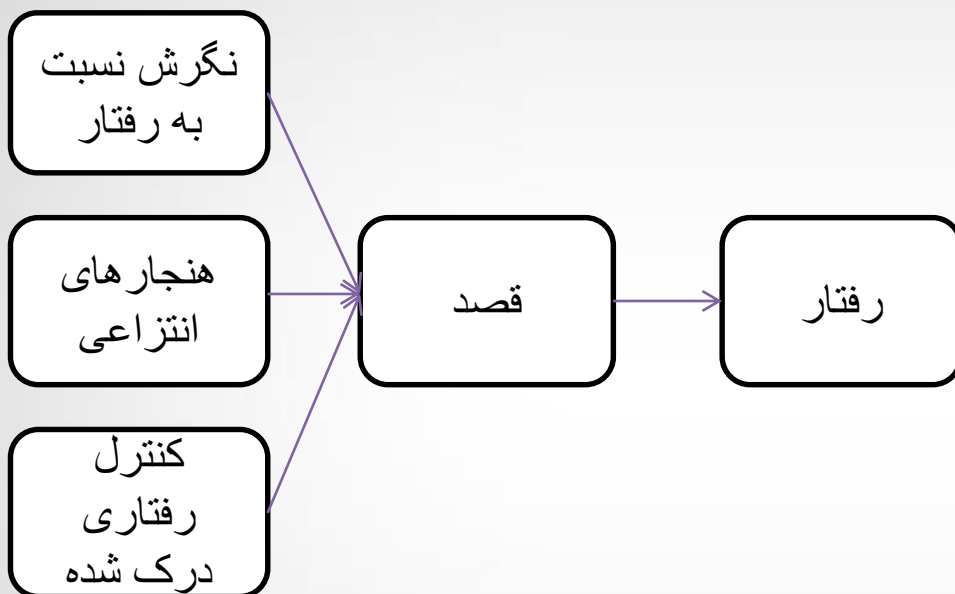 نگرش نسبت
به رفتار
هنجارهای
انتزاعی
قصد
رفتار
کنترل
رفتاری
درک شده